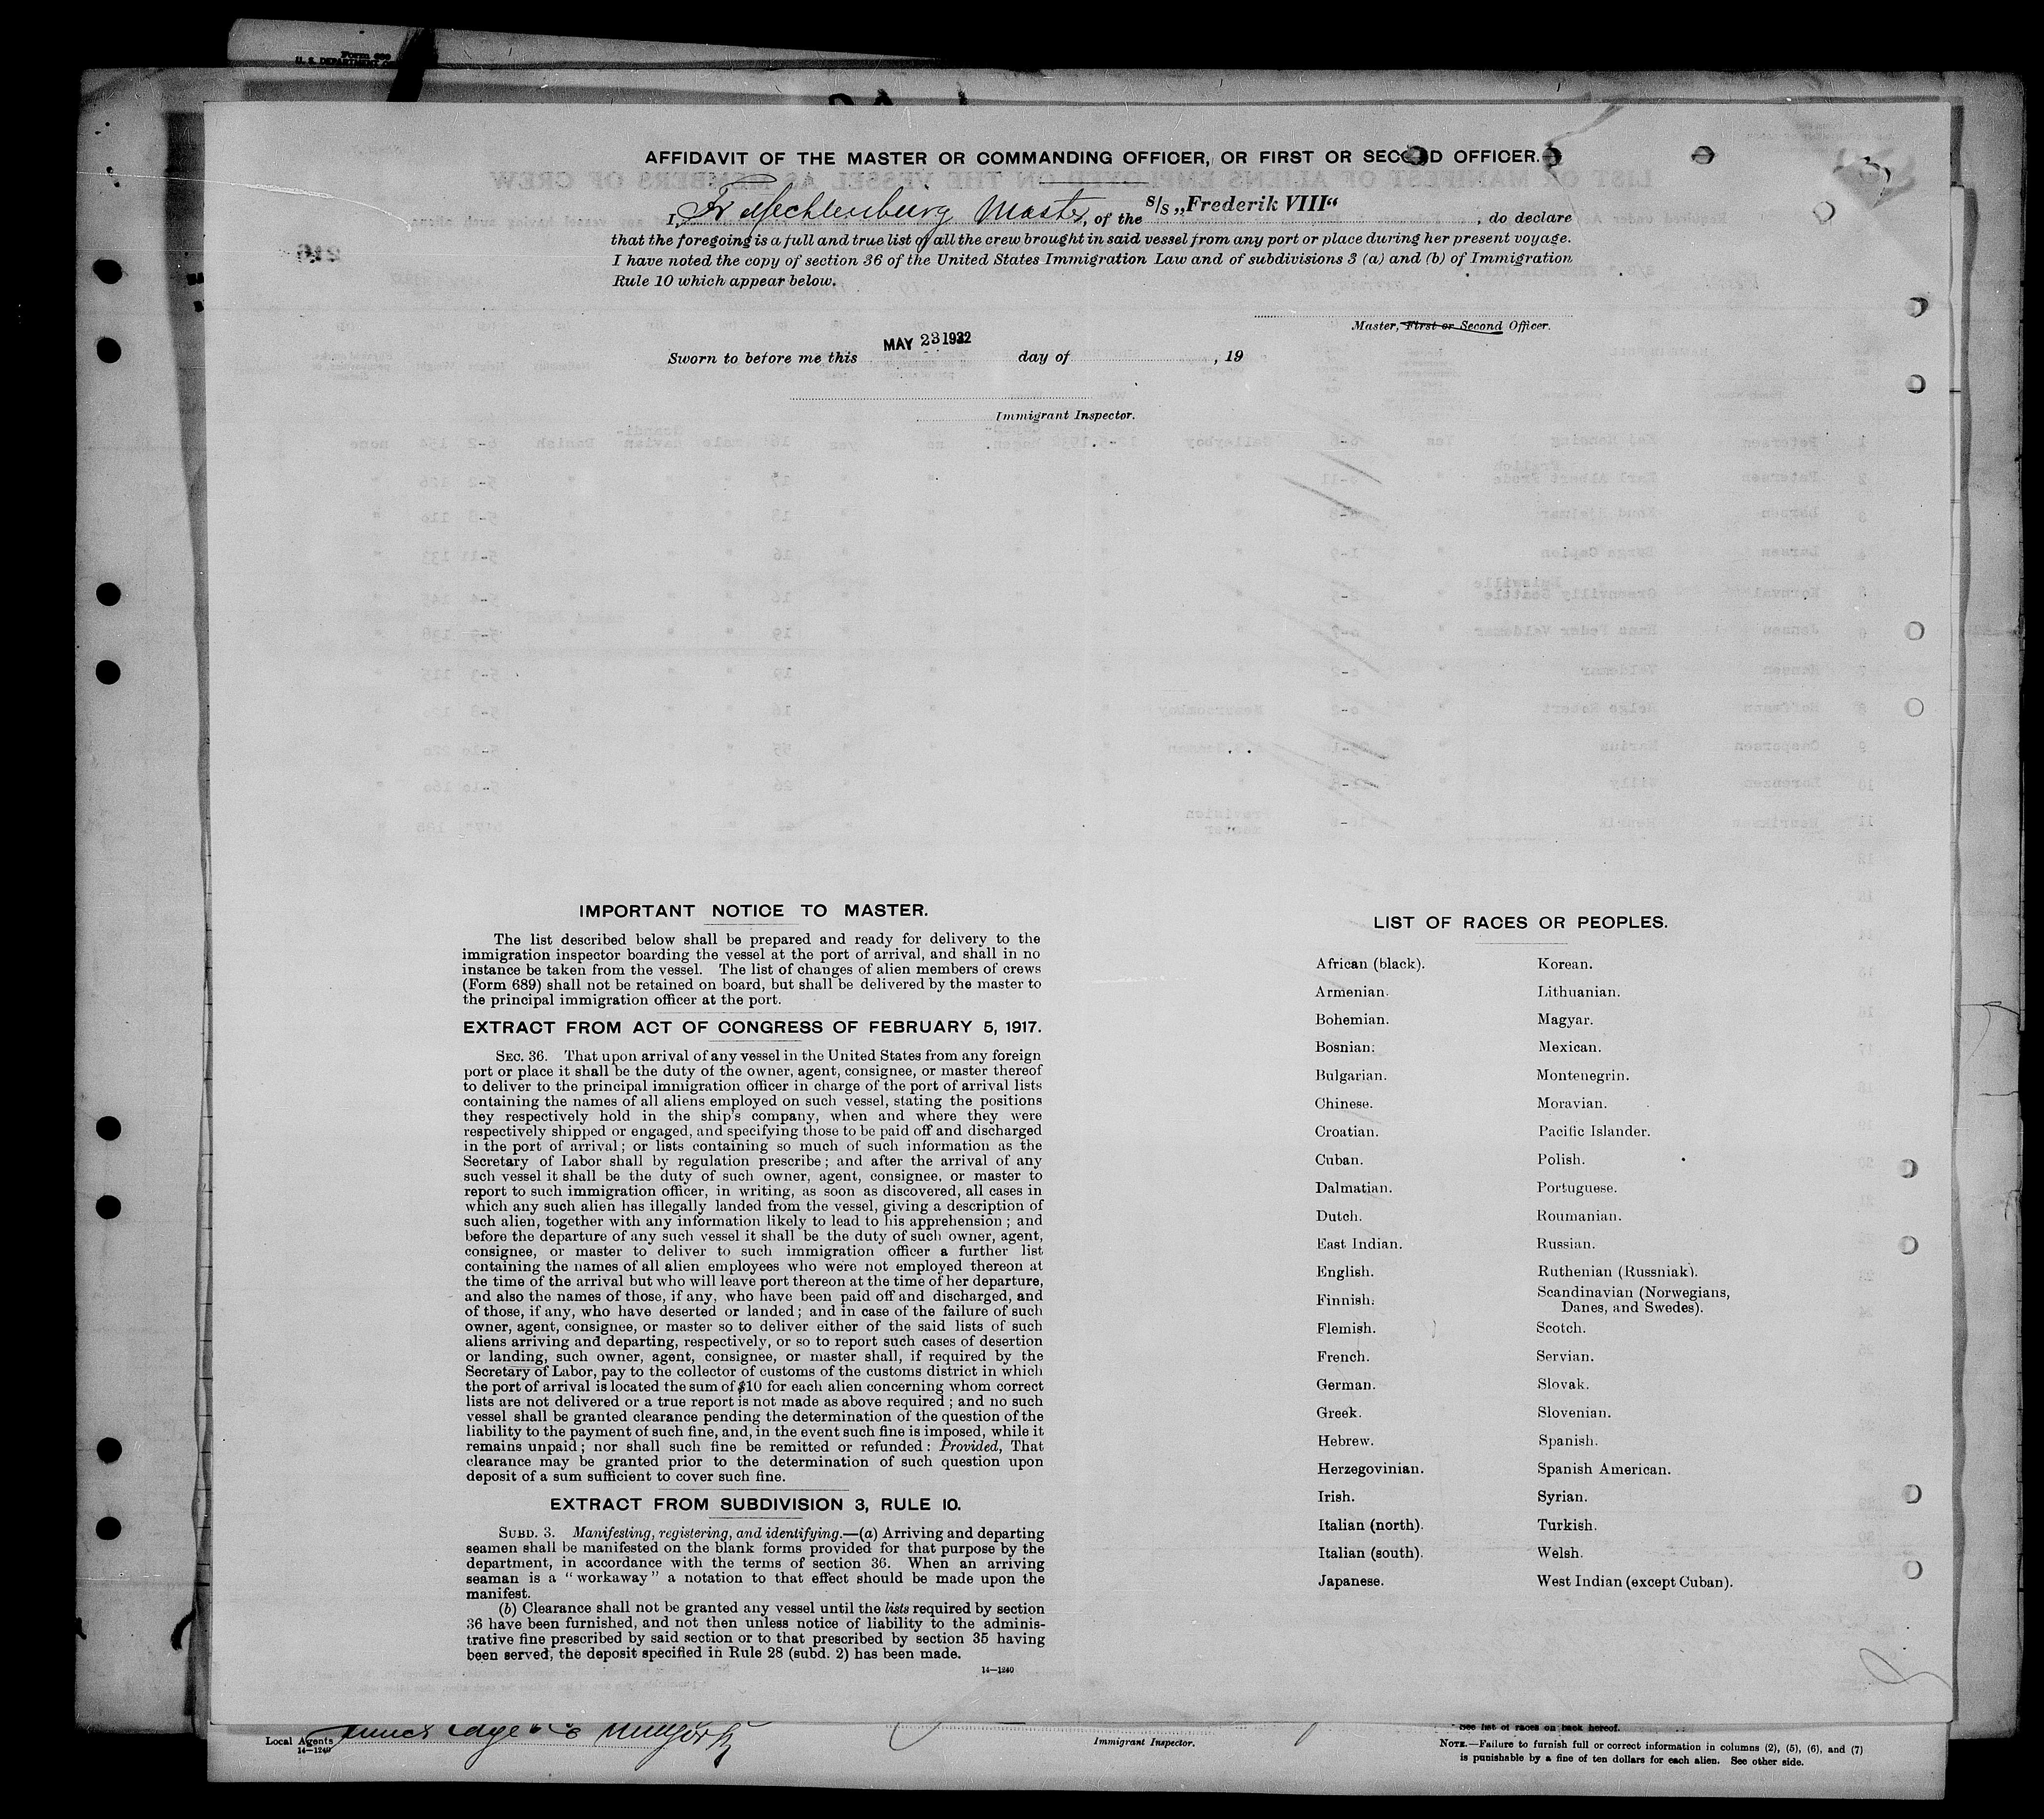 Form 689
U. S. DEPARTMENT OF
AFFIDAVIT OF THE MASTER OR COMMANDING OFFICER, OR FIRST OR SECOND OFFICER.
I, Fr Mechlenburg Master, of the S/S „Frederik VIII“, do declare
that the foregoing is a full and true list of all the crew brought in said vessel from any port or place during her present voyage.
I have noted the copy of section 36 of the United States Immigration Law and of subdivisions 3 (a) and (b) of Immigration
Rule 10 which appear below.
Master, First or Second Officer.
Sworn to before me this MAY 23 1922 day of , 19
Immigrant Inspector.
IMPORTANT NOTICE TO MASTER.
The list described below shall be prepared and ready for delivery to the
immigration inspector boarding the vessel at the port of arrival, and shall in no
instance be taken from the vessel. The list of changes of alien members of crews
(Form 689) shall not be retained on board, but shall be delivered by the master to
the principal immigration officer at the port.
EXTRACT FROM ACT OF CONGRESS OF FEBRUARY 5, 1917.
SEC. 36. That upon arrival of any vessel in the United States from any foreign
port or place it shall be the duty of the owner, agent, consignee, or master thereof
to deliver to the principal immigration officer in charge of the port of arrival lists
containing the names of all aliens employed on such vessel, stating the positions
they respectively hold in the ship's company, when and where they were
respectively shipped or engaged, and specifying those to be paid off and discharged
in the port of arrival; or lists containing so much of such information as the
Secretary of Labor shall by regulation prescribe; and after the arrival of any
such vessel it shall be the duty of such owner, agent, consignee, or master to
report to such immigration officer, in writing, as soon as discovered, all cases in
which any such alien has illegally landed from the vessel, giving a description of
such alien, together with any information likely to lead to his apprehension; and
before the departure of any such vessel it shall be the duty of such owner, agent,
consignee, or master to deliver to such immigration officer a further list
containing the names of all alien employees who were not employed thereon at
the time of the arrival but who will leave port thereon at the time of her departure,
and also the names of those, if any, who have been paid off and discharged, and
of those, if any, who have deserted or landed; and in case of the failure of such
owner, agent, consignee, or master so to deliver either of the said lists of such
aliens arriving and departing, respectively, or so to report such cases of desertion
or landing, such owner, agent, consignee, or master shall, if required by the
Secretary of Labor, pay to the collector of customs of the customs district in which
the port of arrival is located the sum of $10 for each alien concerning whom correct
lists are not delivered or a true report is not made as above required; and no such
vessel shall be granted clearance pending the determination of the question of the
liability to the payment of such fine, and, in the event such fine is imposed, while it
remains unpaid; nor shall such fine be remitted or refunded: Provided, That
clearance may be granted prior to the determination of such question upon
deposit of a sum sufficient to cover such fine.
EXTRACT FROM SUBDIVISION 3, RULE 10.
SUBD. 3. Manifesting, registering, and identifying.—(a) Arriving and departing
seamen shall be manifested on the blank forms provided for that purpose by the
department, in accordance with the terms of section 36. When an arriving
seaman is a "workaway" a notation to that effect should be made upon the
manifest.
(b) Clearance shall not be granted any vessel until the lists required by section
36 have been furnished, and not then unless notice of liability to the adminis-
trative fine prescribed by said section or to that prescribed by section 35 having
been served, the deposit specified in Rule 28 (subd. 2) has been made.
14—1240
LIST OF RACES OR PEOPLES.
African (black).
Armenian.
Bohemian.
Bosnian.
Bulgarian.
Chinese.
Croatian.
Cuban.
Dalmatian.
Dutch.
East Indian.
English.
Finnish.
Flemish.
French.
German.
Greek.
Hebrew.
Herzegovinian.
Irish.
Italian (north).
Italian (south).
Japanese.
Korean.
Lithuanian.
Magyar.
Mexican.
Montenegrin.
Moravian.
Pacific Islander.
Polish.
Portuguese.
Roumanian.
Russian.
Ruthenian (Russniak).
Scandinavian (Norwegians,
Danes, and Swedes).
Scotch.
Servian.
Slovak.
Slovenian.
Spanish.
Spanish American.
Syrian.
Turkish.
Welsh.
West Indian (except Cuban).
Local Agents
14—1240
Immigrant Inspector.
See list of races on back hereof.
NOTE.—Failure to furnish full or correct information in columns (2), (5), (6), and (7)
is punishable by a fine of ten dollars for each alien. See other side.